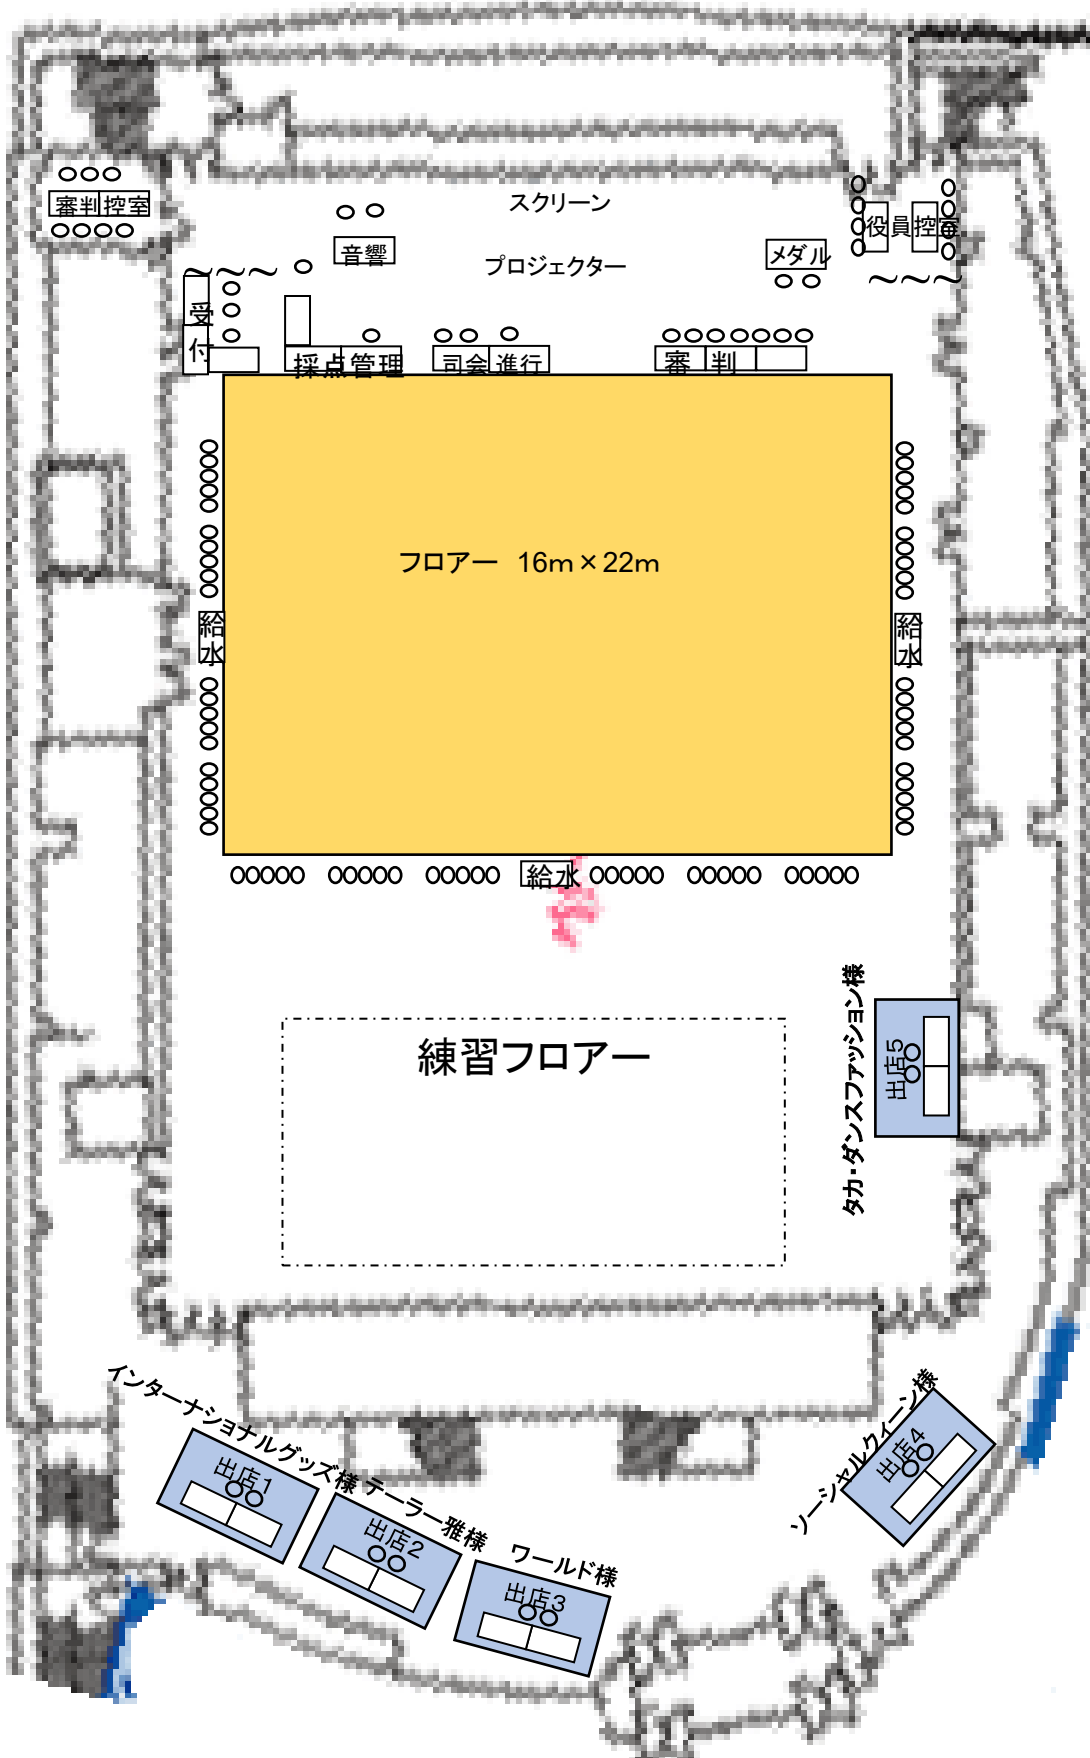 スクリーン
審判控室
役員控室
音響
プロジェクター
メダル
受付
採点管理
司会進行
審判
フロアー 16m×22m
給水
給水
給水
タカ・ダンスファッション様
出店5
練習フロアー
インターナショナルグッズ様
出店1
テーラー雅様
出店2
ワールド様
出店3
ソーシャルクィーン様
出店4